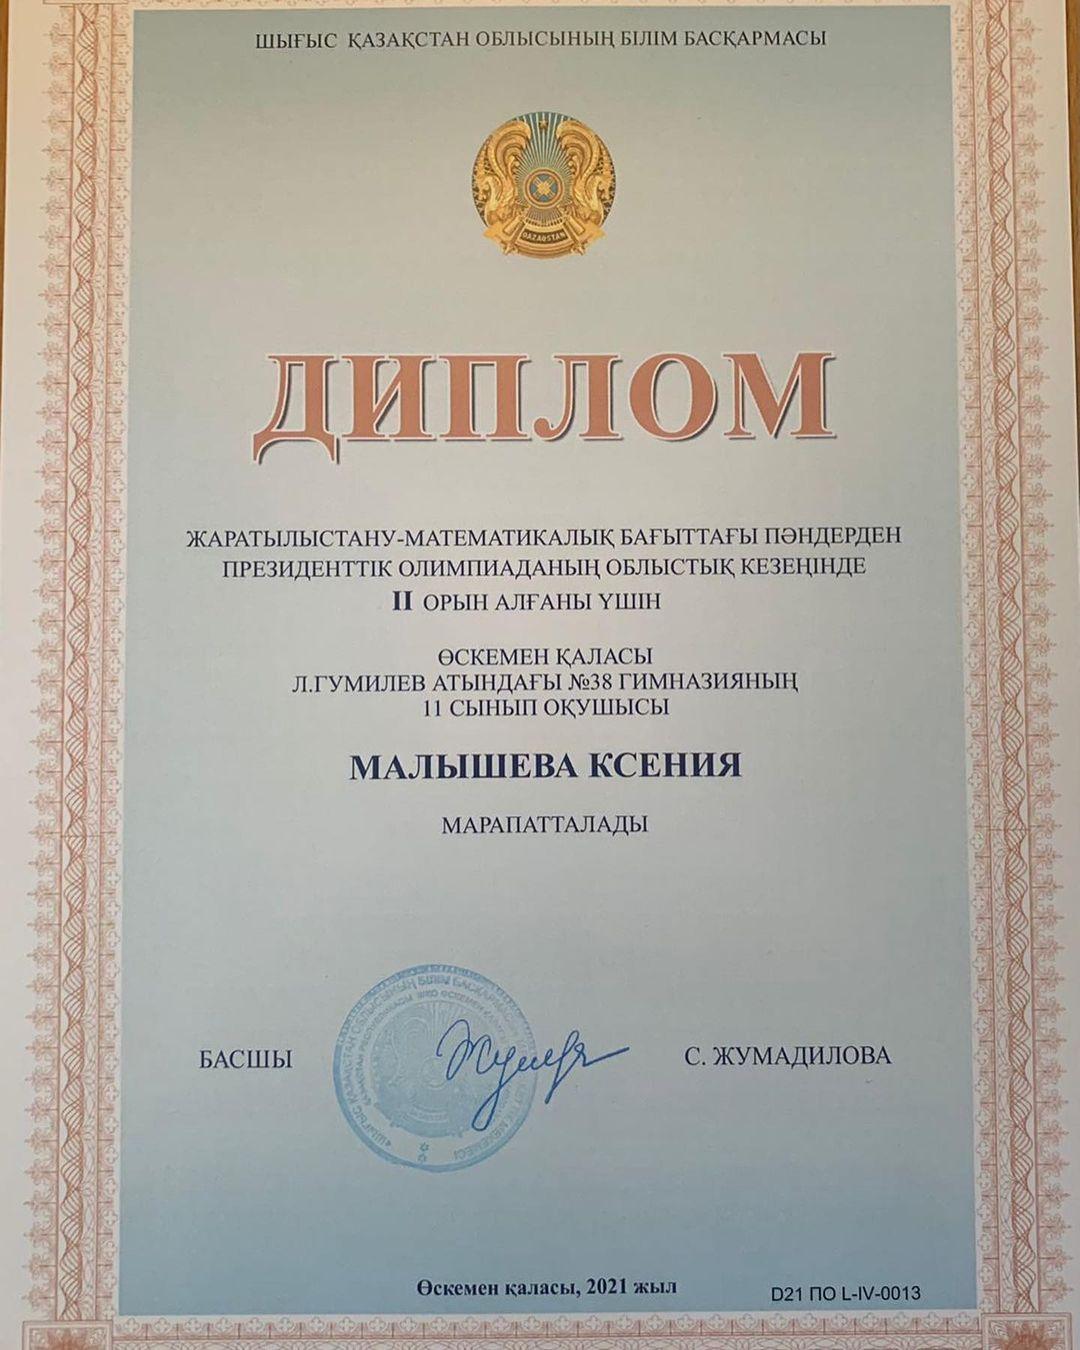 ШЫҒЫС ҚАЗАҚСТАН ОБЛЫСЫНЫҢ БІЛІМ БАСҚАРМАСЫ
QAZAQSTAN
ДИПЛОМ
ЖАРАТЫЛЫСТАНУ-МАТЕМАТИКАЛЫҚ БАҒЫТТАҒЫ ПӘНДЕРДЕН
ПРЕЗИДЕНТТІК ОЛИМПИАДАНЫҢ ОБЛЫСТЫҚ КЕЗЕҢІНДЕ
II ОРЫН АЛҒАНЫ ҮШІН
ӨСКЕМЕН ҚАЛАСЫ
Л.ГУМИЛЕВ АТЫНДАҒЫ №38 ГИМНАЗИЯНЫҢ
11 СЫНЫП ОҚУШЫСЫ
МАЛЫШЕВА КСЕНИЯ
МАРАПАТТАЛАДЫ
БАСШЫ
С. ЖУМАДИЛОВА
Өскемен қаласы, 2021 жыл
D21 ПО L-IV-0013